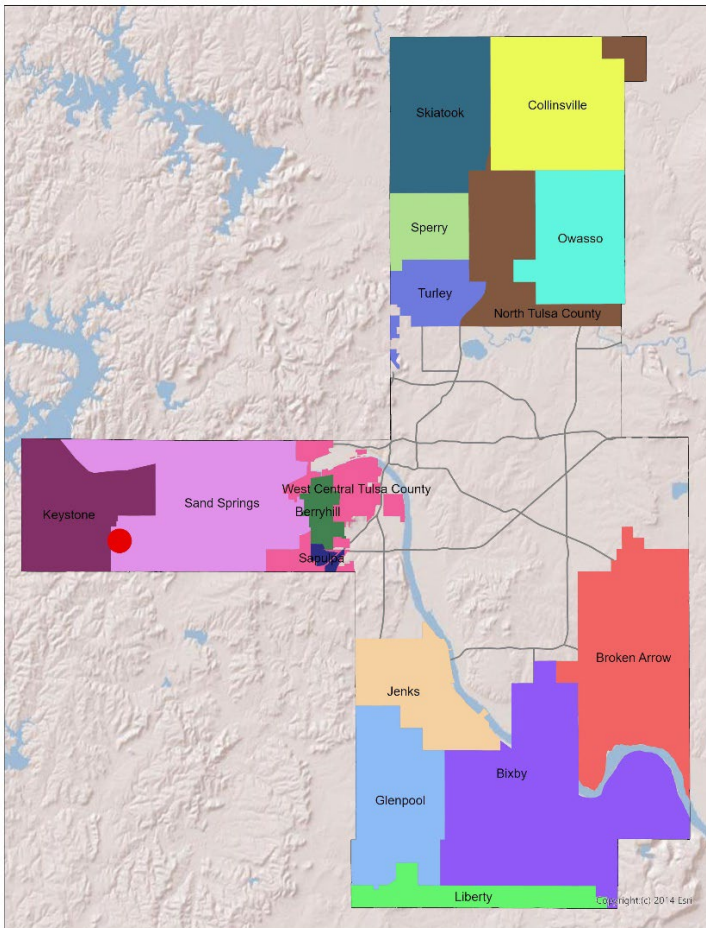 Skiatook
Collinsville
Sperry
Owasso
Turley
North Tulsa County
West Central Tulsa County
Sand Springs
Keystone
Berryhill
Sapulpa
Broken Arrow
Jenks
Bixby
Glenpool
Liberty
Copyright:(c) 2014 Esri